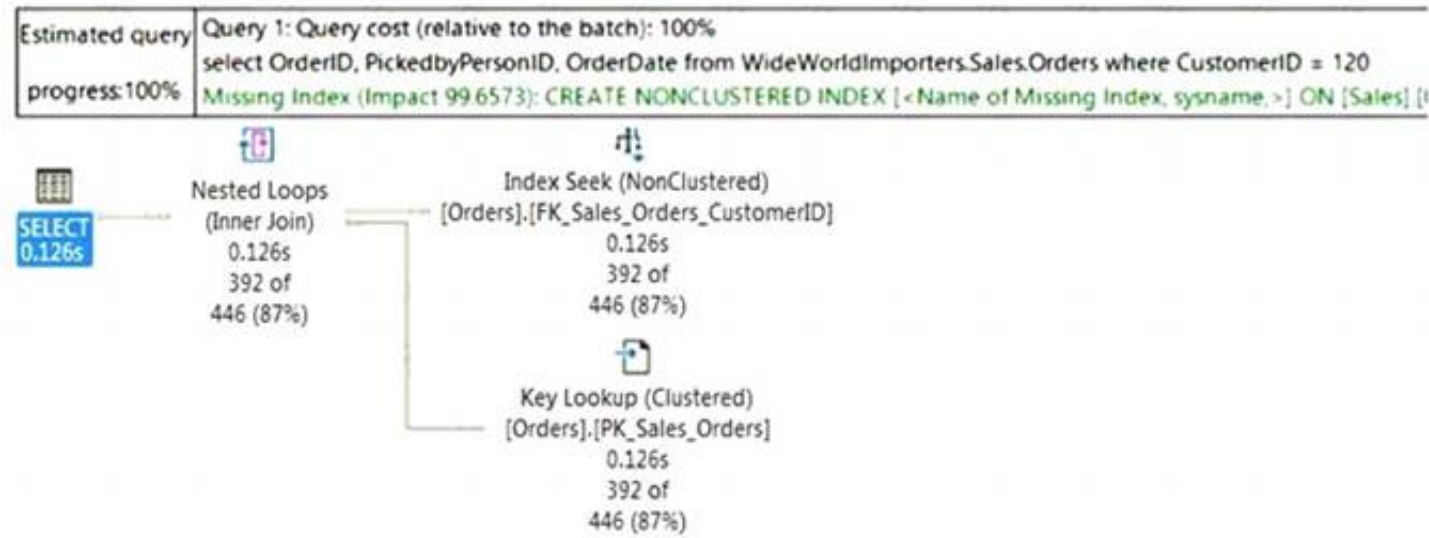 Estimated query
progress:100%
Query 1: Query cost (relative to the batch): 100%
select OrderID, PickedbyPersonID, OrderDate from WideWorldImporters.Sales.Orders where CustomerID = 120
Missing Index (Impact 99.6573): CREATE NONCLUSTERED INDEX [<Name of Missing Index, sysname,>] ON [Sales]
SELECT
0.126s
Nested Loops
(Inner Join)
0.126s
392 of
446 (87%)
Index Seek (NonClustered)
[Orders].[FK_Sales_Orders_CustomerID]
0.126s
392 of
446 (87%)
Key Lookup (Clustered)
[Orders].[PK_Sales_Orders]
0.126s
392 of
446 (87%)